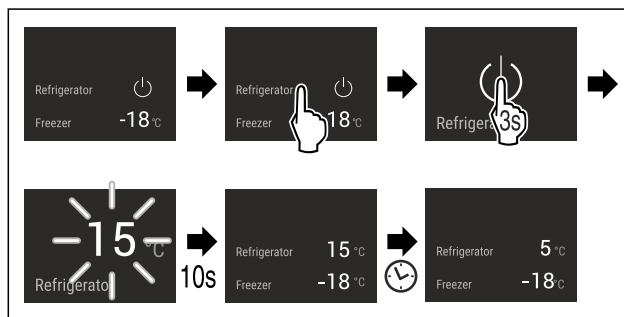 Refrigerator
Freezer -18 °C
Refrigerator
Freezer 18 °C
Refriger 3s
15 °C
Refrigerato
10s
Refrigerator 15 °C
Freezer -18 °C
Refrigerator 5 °C
Freezer -18 °C